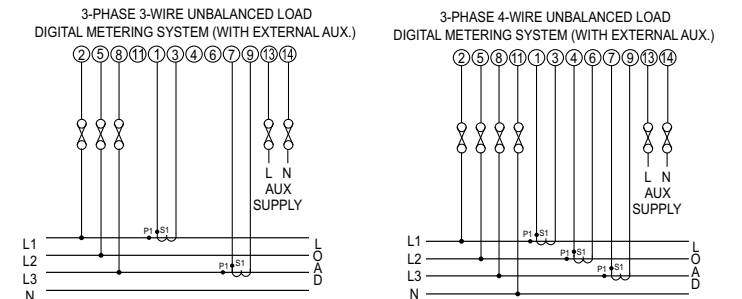 3-PHASE 3-WIRE UNBALANCED LOAD
DIGITAL METERING SYSTEM (WITH EXTERNAL AUX.)
2 5 8 11 1 3 4 6 7 9 13 14
L N
AUX
SUPPLY
P1 S1
P1 S1
L1
L2
L3
N
LOAD
3-PHASE 4-WIRE UNBALANCED LOAD
DIGITAL METERING SYSTEM (WITH EXTERNAL AUX.)
2 5 8 11 1 3 4 6 7 9 13 14
L N
AUX
SUPPLY
P1 S1
P1 S1
P1 S1
L1
L2
L3
N
LOAD